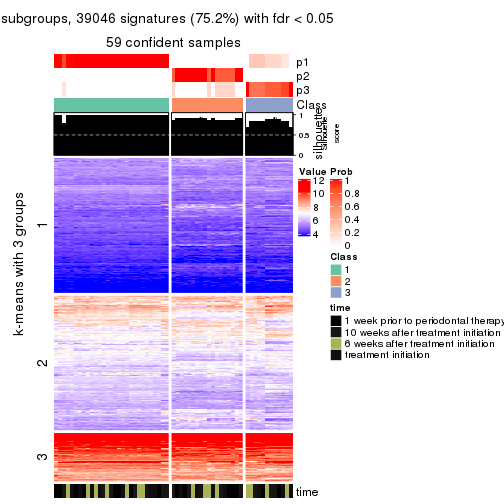 subgroups, 39046 signatures (75.2%) with fdr < 0.05
59 confident samples
p1
p2
p3
Class
1
0.5
0
silhouette
score
k-means with 3 groups
1
2
3
time
Value
12
10
8
6
4
Prob
1
0.8
0.6
0.4
0.2
0
Class
1
2
3
time
1 week prior to periodontal therapy
10 weeks after treatment initiation
6 weeks after treatment initiation
treatment initiation